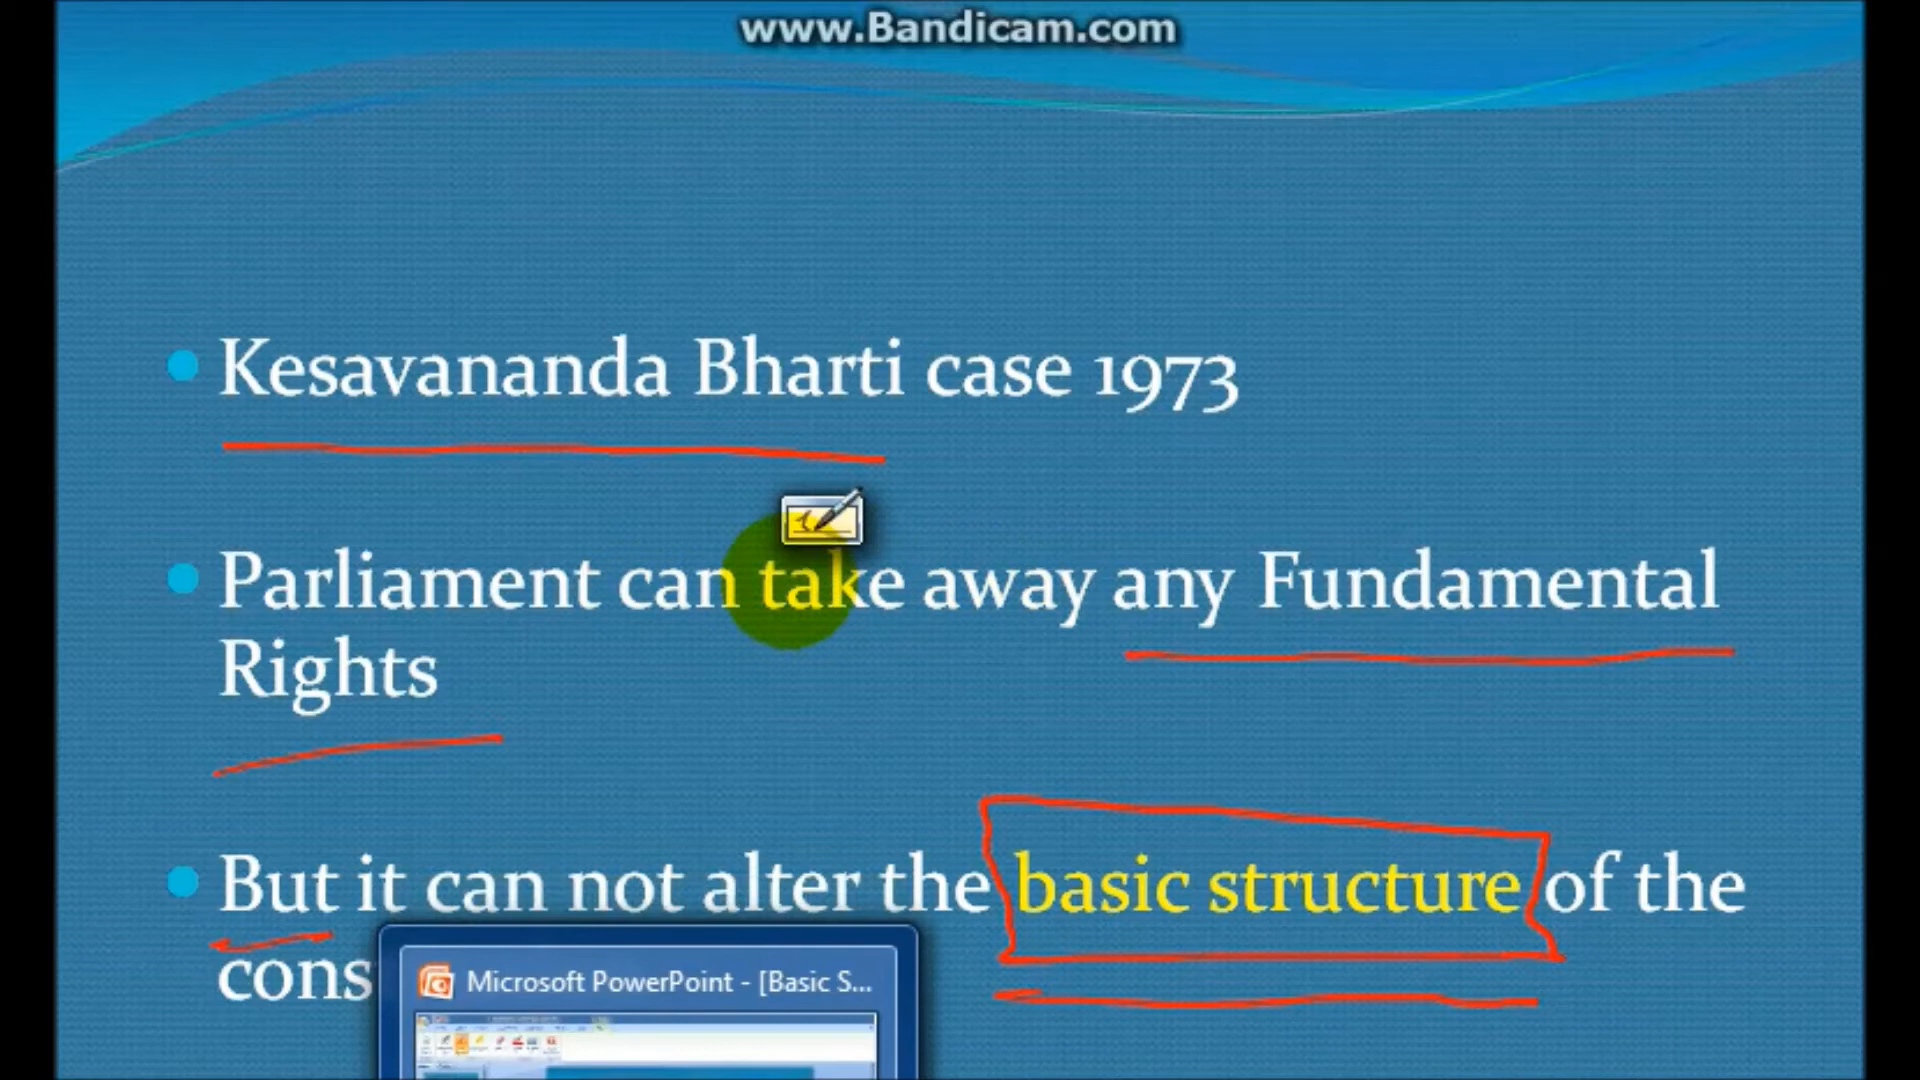 www.Bandicam.com
Kesavananda Bharti case 1973
Parliament can take away any Fundamental
Rights
But it can not alter the basic structure of the
cons
Microsoft PowerPoint - [Basic S...